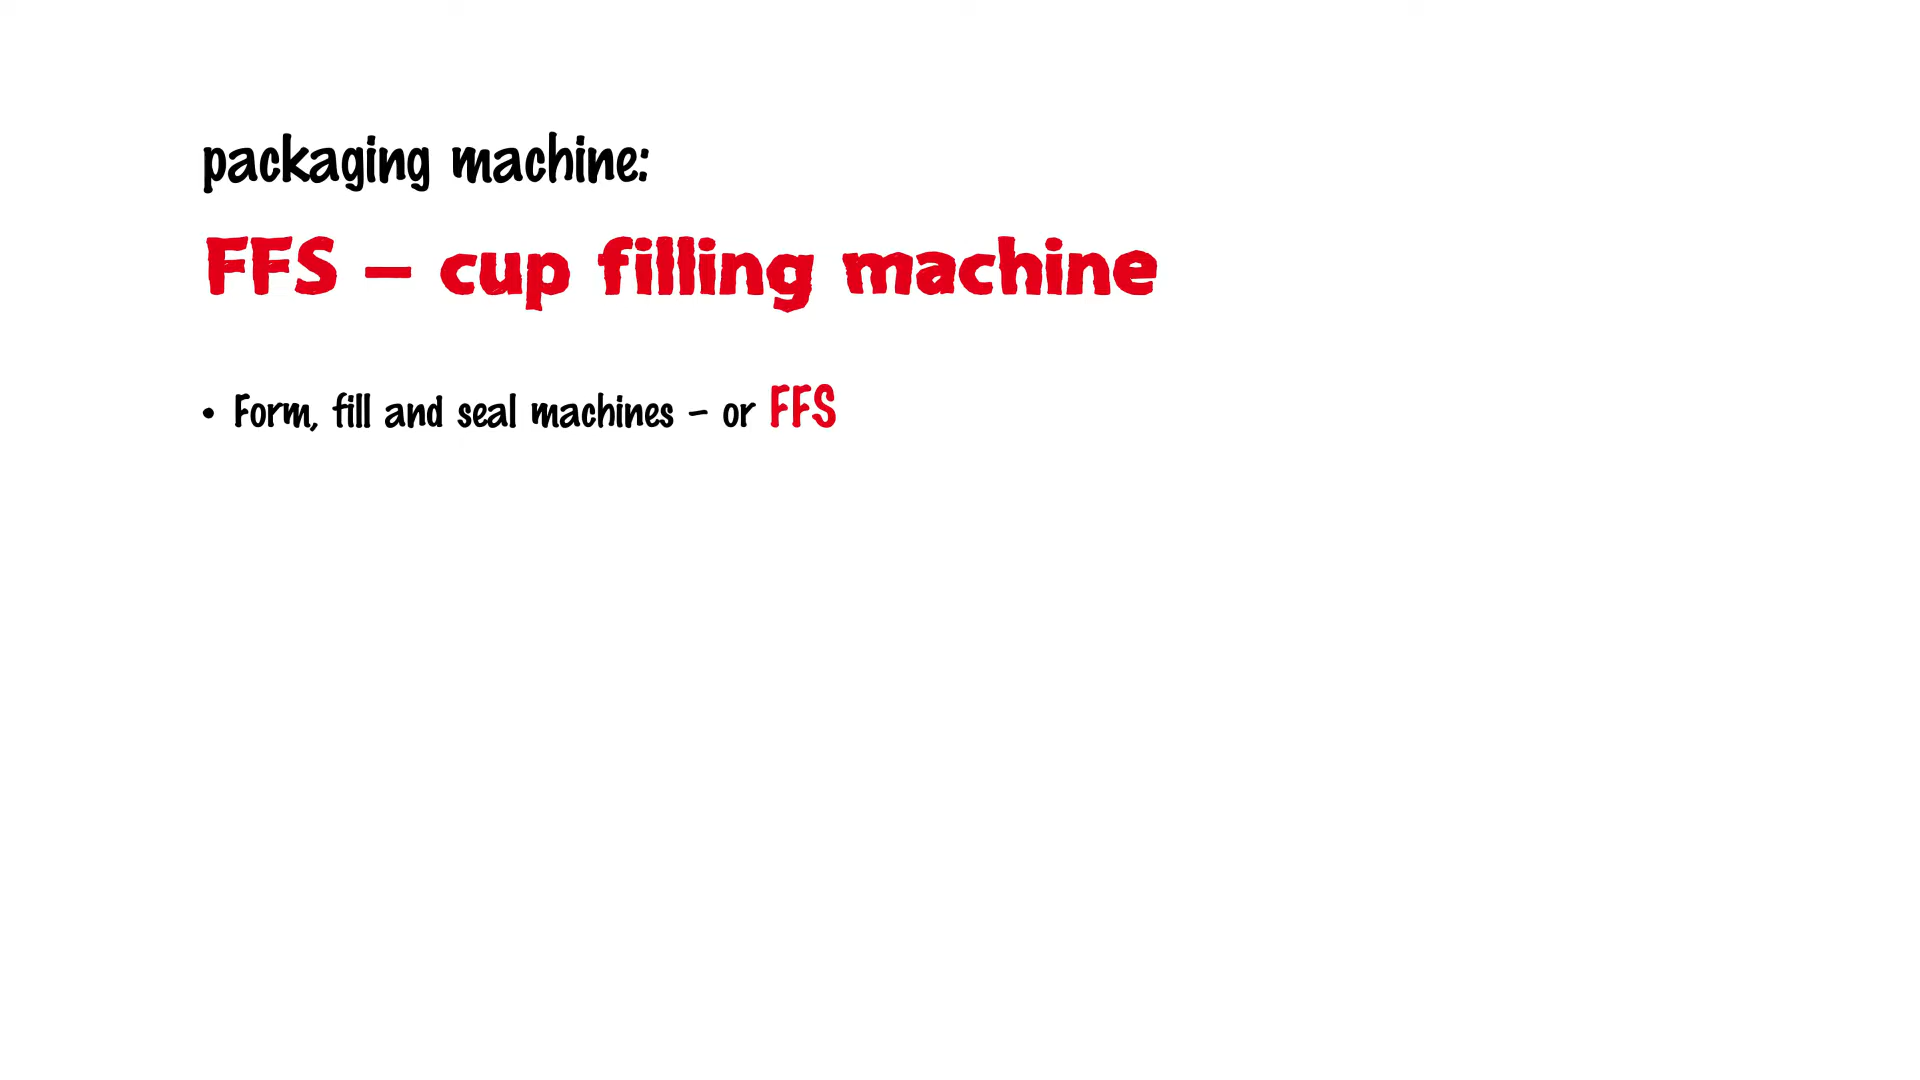 packaging machine:
FFS – cup filling machine
• Form, fill and seal machines – or FFS